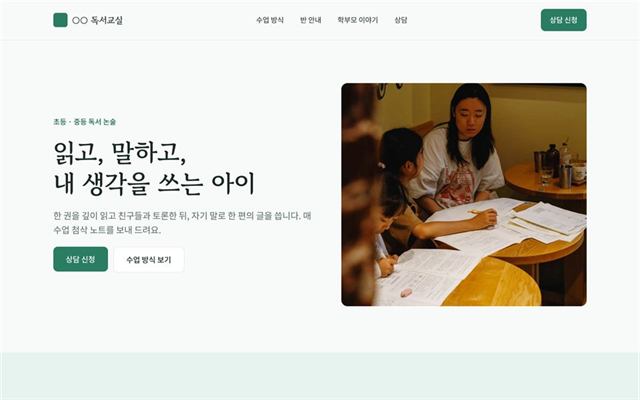 ○○ 독서교실
수업 방식
반 안내
학부모 이야기
상담
상담 신청
초등 · 중등 독서 논술
읽고, 말하고,
내 생각을 쓰는 아이
한 권을 깊이 읽고 친구들과 토론한 뒤, 자기 말로 한 편의 글을 씁니다. 매
수업 첨삭 노트를 보내 드려요.
상담 신청
수업 방식 보기